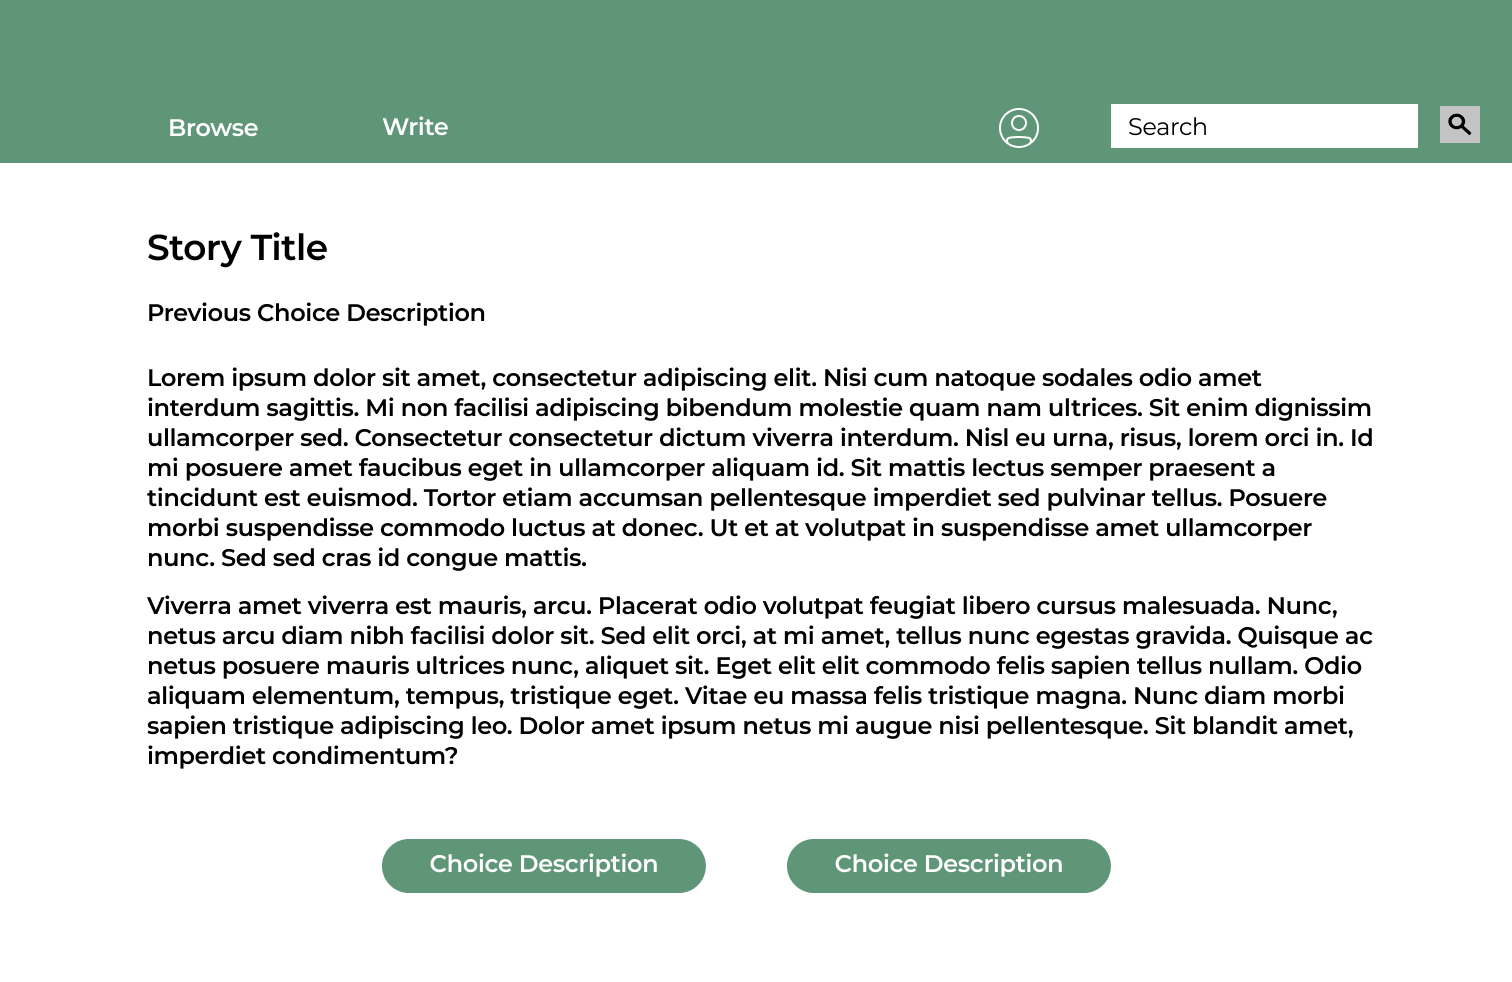 Browse
Write
Search
Story Title
Previous Choice Description
Lorem ipsum dolor sit amet, consectetur adipiscing elit. Nisi cum natoque sodales odio amet
interdum sagittis. Mi non facilisi adipiscing bibendum molestie quam nam ultrices. Sit enim dignissim
ullamcorper sed. Consectetur consectetur dictum viverra interdum. Nisl eu urna, risus, lorem orci in. Id
mi posuere amet faucibus eget in ullamcorper aliquam id. Sit mattis lectus semper praesent a
tincidunt est euismod. Tortor etiam accumsan pellentesque imperdiet sed pulvinar tellus. Posuere
morbi suspendisse commodo luctus at donec. Ut et at volutpat in suspendisse amet ullamcorper
nunc. Sed sed cras id congue mattis.
Viverra amet viverra est mauris, arcu. Placerat odio volutpat feugiat libero cursus malesuada. Nunc,
netus arcu diam nibh facilisi dolor sit. Sed elit orci, at mi amet, tellus nunc egestas gravida. Quisque ac
netus posuere mauris ultrices nunc, aliquet sit. Eget elit elit commodo felis sapien tellus nullam. Odio
aliquam elementum, tempus, tristique eget. Vitae eu massa felis tristique magna. Nunc diam morbi
sapien tristique adipiscing leo. Dolor amet ipsum netus mi augue nisi pellentesque. Sit blandit amet,
imperdiet condimentum?
Choice Description
Choice Description